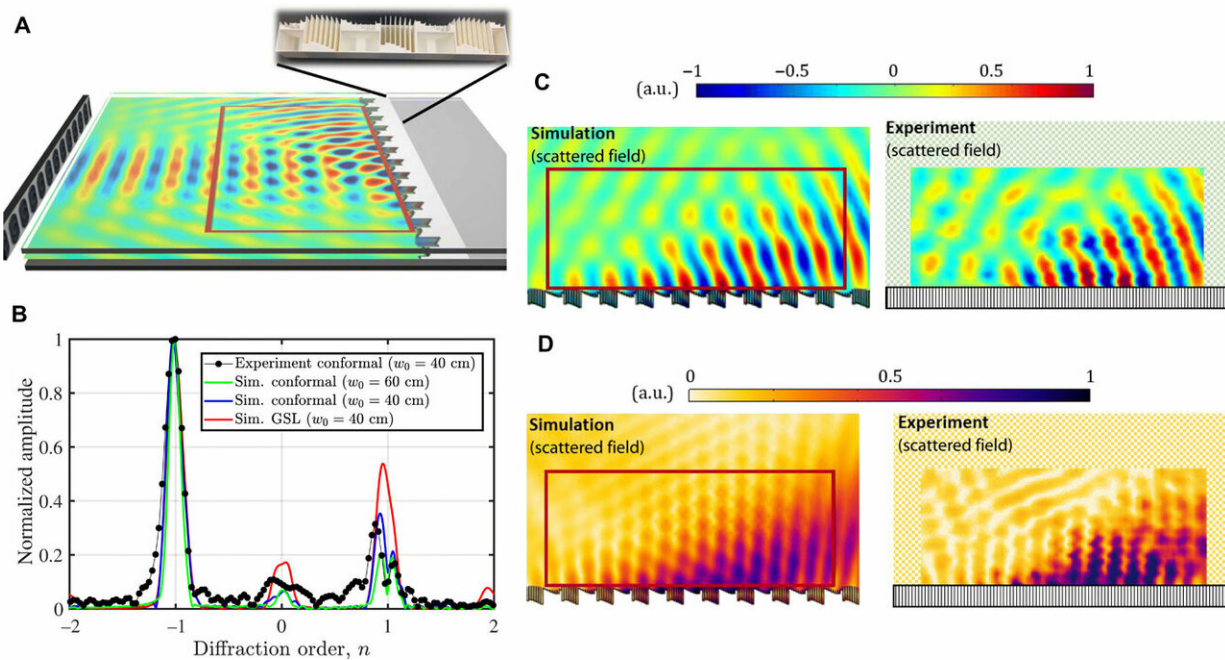 A
B
Normalized amplitude
1
0.8
0.6
0.4
0.2
0
−2
−1
0
1
2
Diffraction order, n
Experiment conformal (w₀ = 40 cm)
Sim. conformal (w₀ = 60 cm)
Sim. conformal (w₀ = 40 cm)
Sim. GSL (w₀ = 40 cm)
C
−1
−0.5
0
0.5
1
(a.u.)
Simulation
(scattered field)
Experiment
(scattered field)
D
0
0.5
1
(a.u.)
Simulation
(scattered field)
Experiment
(scattered field)